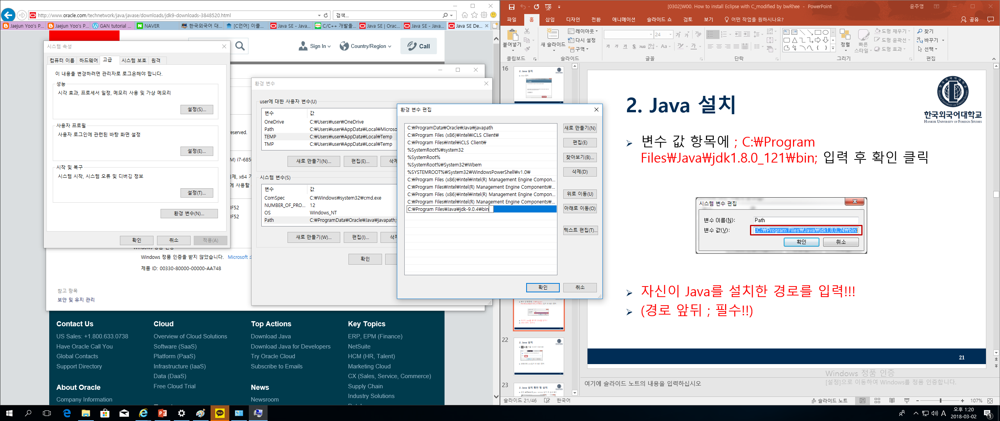 http://www.oracle.com/technetwork/java/javase/downloads/jdk9-downloads-3848520.html
검색...
Jaejun Yoo's P...
Jaejun Yoo's P...
GAN tutorial ...
NAVER
한국외국어 대...
[C언어] 이클...
Java SE - Java...
C/C++ 개발을...
Java SE | Orac...
Java SE - Java...
Java SE De...
Sign In
Country/Region
Call
시스템 속성
컴퓨터 이름
하드웨어
고급
시스템 보호
원격
이 내용을 변경하려면 관리자로 로그온해야 합니다.
성능
시각 효과, 프로세서 일정, 메모리 사용 및 가상 메모리
설정(S)...
사용자 프로필
사용자 로그인에 관련된 바탕 화면 설정
설정(E)...
시작 및 복구
시스템 시작, 시스템 오류 및 디버깅 정보
설정(T)...
환경 변수(N)...
확인
취소
적용(A)
eserved.
M) i7-685
제, x64 기
에 사용할
IF52
IF52
Windows 정품 인증
Windows 정품 인증을 받지 않았습니다.
Microsoft 소
제품 ID: 00330-80000-00000-AA748
참고 항목
보안 및 유지 관리
환경 변수
user에 대한 사용자 변수(U)
변수 값
OneDrive C:₩Users₩user₩OneDrive
Path C:₩Users₩user₩AppData₩Local₩Microso
TEMP C:₩Users₩user₩AppData₩Local₩Temp
TMP C:₩Users₩user₩AppData₩Local₩Temp
새로 만들기(N)...
편집(E)...
삭제
시스템 변수(S)
변수 값
ComSpec C:₩Windows₩system32₩cmd.exe
NUMBER_OF_PRO... 12
OS Windows_NT
Path C:₩ProgramData₩Oracle₩Java₩javapath;
새로 만들기(W)...
편집(I)...
삭제
확인
환경 변수 편집
C:₩ProgramData₩Oracle₩Java₩javapath
C:₩Program Files (x86)₩Intel₩iCLS Client₩
C:₩Program Files₩Intel₩iCLS Client₩
%SystemRoot%₩system32
%SystemRoot%
%SystemRoot%₩System32₩Wbem
%SYSTEMROOT%₩System32₩WindowsPowerShell₩v1.0₩
C:₩Program Files (x86)₩Intel₩Intel(R) Management Engine Compon...
C:₩Program Files₩Intel₩Intel(R) Management Engine Components₩...
C:₩Program Files (x86)₩Intel₩Intel(R) Management Engine Compon...
C:₩Program Files₩Intel₩Intel(R) Management Engine Components₩...
C:₩Program Files₩Java₩jdk-9.0.4₩bin
새로 만들기(N)
편집(E)
찾아보기(B)...
삭제(D)
위로 이동(U)
아래로 이동(O)
텍스트 편집(T)...
확인
취소
Contact Us
US Sales: +1.800.633.0738
Have Oracle Call You
Global Contacts
Support Directory
About Oracle
Company Information
Cloud
Overview of Cloud Solutions
Software (SaaS)
Platform (PaaS)
Infrastructure (IaaS)
Data (DaaS)
Free Cloud Trial
Top Actions
Download Java
Download Java for Developers
Try Oracle Cloud
Subscribe to Emails
News
Newsroom
Key Topics
ERP, EPM (Finance)
NetSuite
HCM (HR, Talent)
Marketing Cloud
CX (Sales, Service, Commerce)
Supply Chain
Industry Solutions
[0302]W00. How to install Eclipse with C_modified by bwRhee - PowerPoint
윤주영
파일
홈
삽입
디자인
전환
애니메이션
슬라이드 쇼
검토
보기
어떤 작업을 원하시나요?
공유
붙여넣기
클립보드
새 슬라이드
레이아웃
다시 설정
구역
슬라이드
24
글꼴
단락
정렬
빠른 스타일
도형 채우기
도형 윤곽선
도형 효과
그리기
찾기
바꾸기
선택
편집
16
2. Java 설치
22
2. Java 설치
23
2. Java 설치 확인 및 설치
2. Java 설치
한국외국어대학교
HANKUK UNIVERSITY OF FOREIGN STUDIES
변수 값 항목에 ; C:₩Program
Files₩Java₩jdk1.8.0_121₩bin; 입력 후 확인 클릭
시스템 변수 편집
변수 이름(N): Path
변수 값(V): ;C:₩Program Files₩Java₩jdk1.8.0_74₩bin;
확인
취소
자신이 Java를 설치한 경로를 입력!!!
(경로 앞뒤 ; 필수!!)
21
Windows 정품 인증
[설정]으로 이동하여 Windows를 정품 인증합니다.
여기에 슬라이드 노트의 내용을 입력하십시오
슬라이드 21/46
한국어
슬라이드 노트
107%
TALK
A
오후 1:20
2018-03-02
1